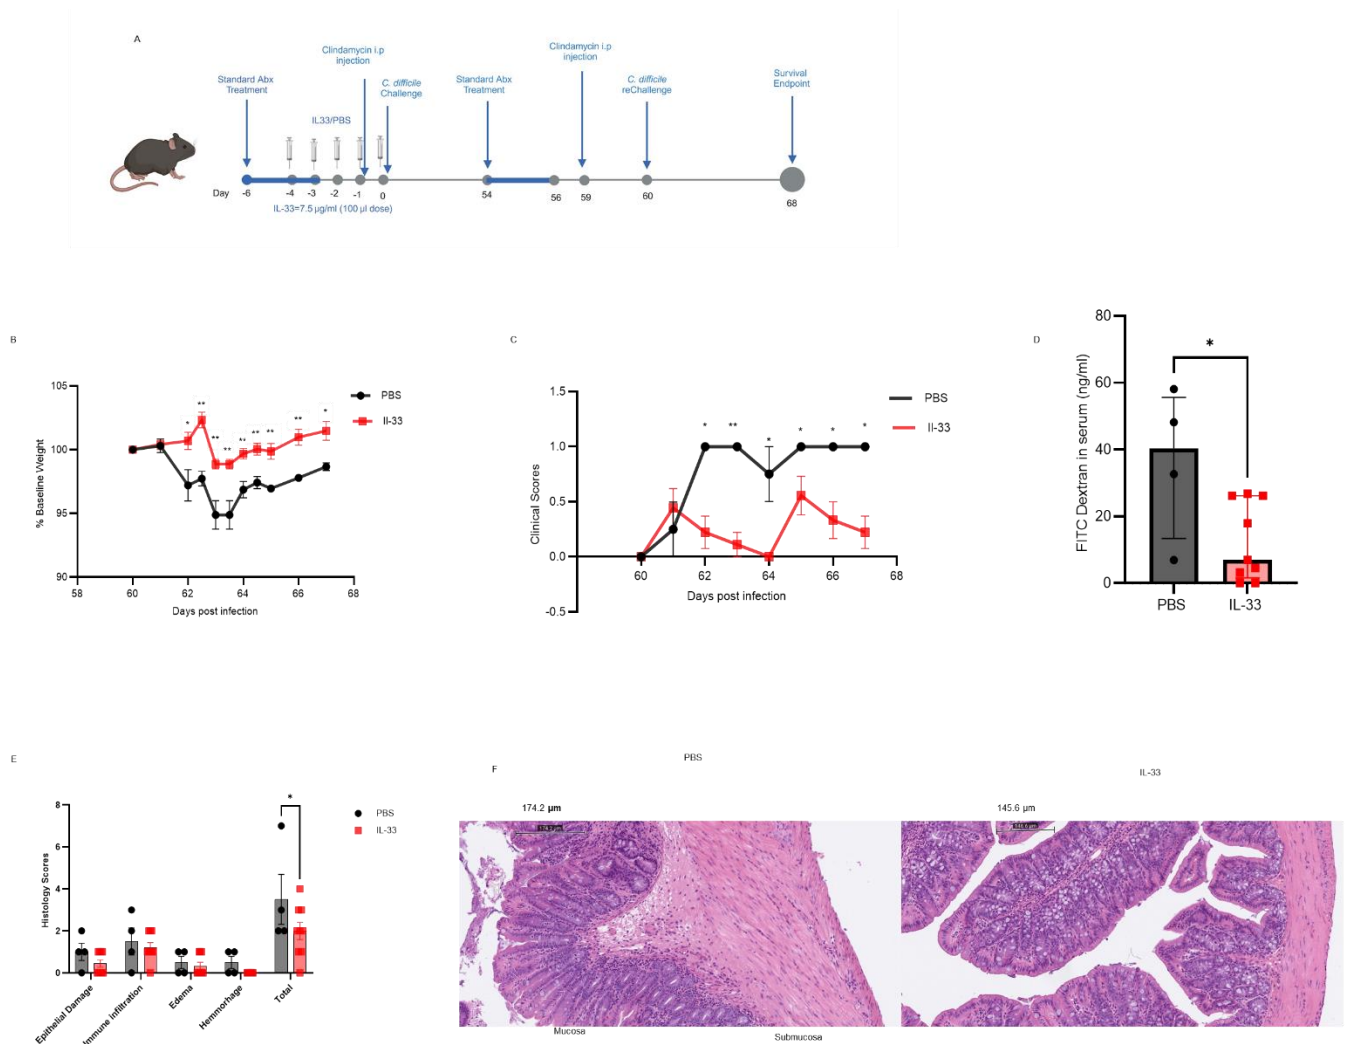 A
Clindamycin i.p
injection
Standard Abx
Treatment
C. difficile
Challenge
IL33/PBS
Standard Abx
Treatment
Clindamycin i.p
injection
C. difficile
reChallenge
Survival
Endpoint
Day
-6
-4
-3
-2
-1
0
54
56
59
60
68
IL-33=7.5 µg/ml (100 µl dose)
B
% Baseline Weight
105
100
95
90
58
60
62
64
66
68
Days post infection
PBS
Il-33
*
**
**
**
**
**
**
**
*
C
Clinical Scores
1.5
1.0
0.5
0.0
-0.5
60
62
64
66
68
Days post infection
PBS
Il-33
*
**
*
*
*
*
D
FITC Dextran in serum (ng/ml)
80
60
40
20
0
*
PBS
IL-33
E
Histology Scores
8
6
4
2
0
*
PBS
IL-33
Epithelial Damage
Immune infiltration
Edema
Hemmorhage
Total
F
PBS
IL-33
174.2 µm
145.6 µm
Mucosa
Submucosa